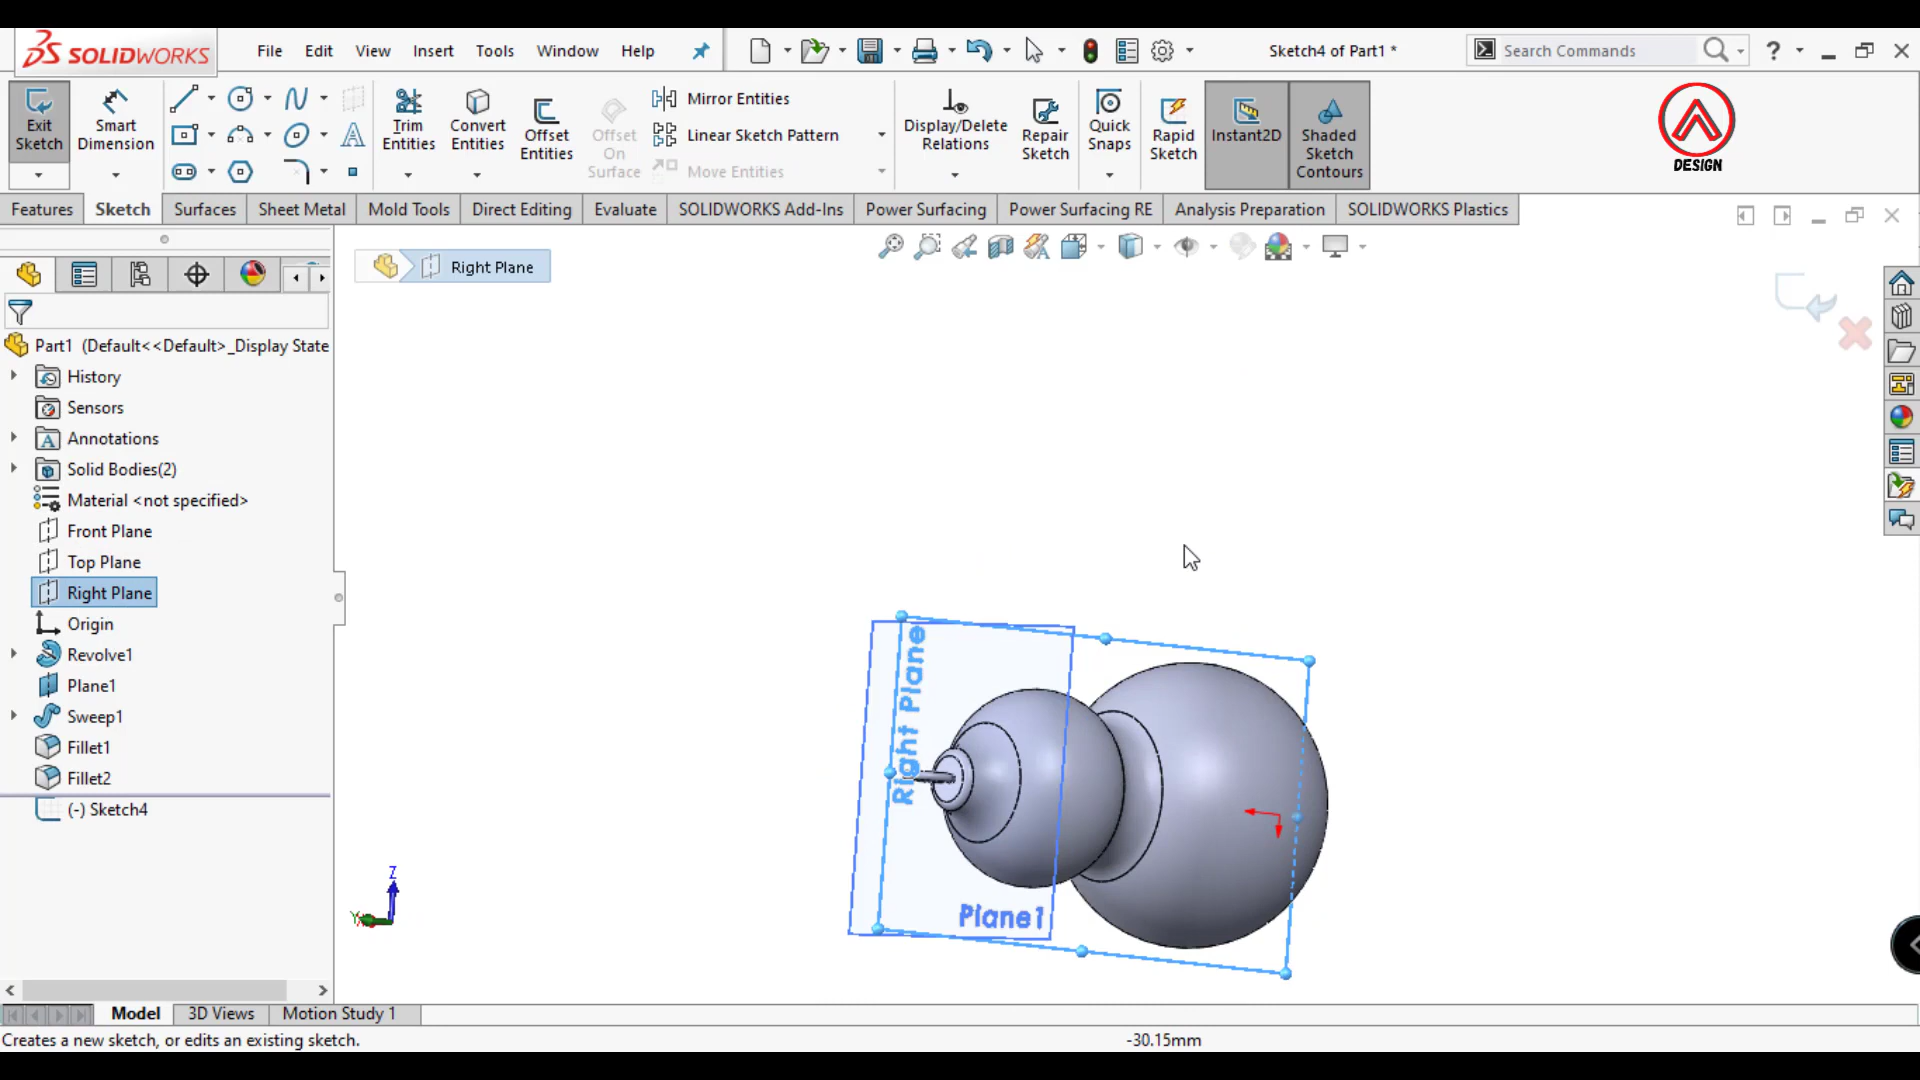 SOLIDWORKS
File Edit View Insert Tools Window Help
Sketch4 of Part1 *
Search Commands
?
Exit Sketch
Smart Dimension
Trim Entities
Convert Entities
Offset Entities
Offset On Surface
Mirror Entities
Linear Sketch Pattern
Move Entities
Display/Delete Relations
Repair Sketch
Quick Snaps
Rapid Sketch
Instant2D
Shaded Sketch Contours
DESIGN
Features Sketch Surfaces Sheet Metal Mold Tools Direct Editing Evaluate SOLIDWORKS Add-Ins Power Surfacing Power Surfacing RE Analysis Preparation SOLIDWORKS Plastics
Right Plane
Part1 (Default<<Default>_Display State
History
Sensors
Annotations
Solid Bodies(2)
Material <not specified>
Front Plane
Top Plane
Right Plane
Origin
Revolve1
Plane1
Sweep1
Fillet1
Fillet2
(-) Sketch4
Right Plane
Plane1
Z
Model 3D Views Motion Study 1
Creates a new sketch, or edits an existing sketch.
-30.15mm